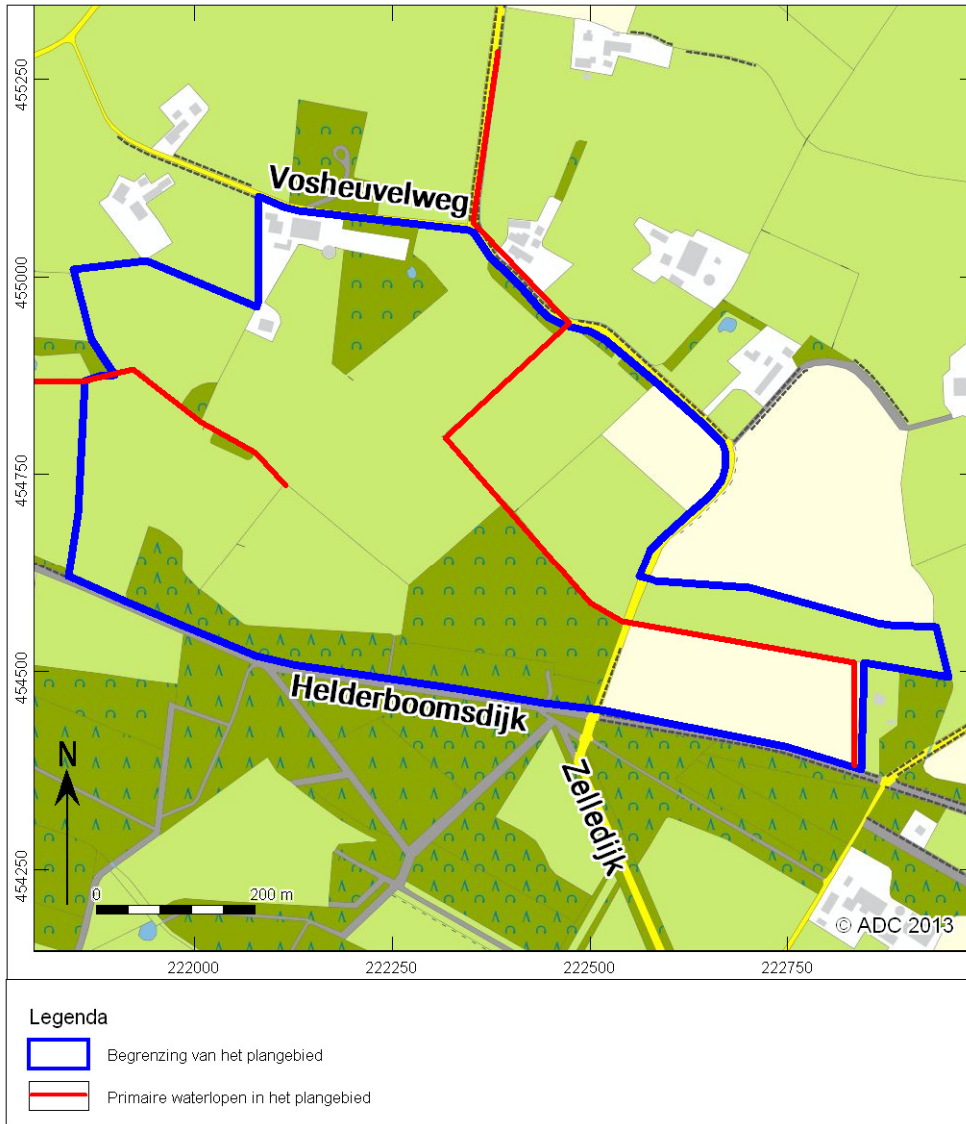 455250
455000
454750
454500
454250
Vosheuvelweg
Helderboomsdijk
Zelledijk
N
0 200 m
© ADC 2013
222000 222250 222500 222750
Legenda
Begrenzing van het plangebied
Primaire waterlopen in het plangebied